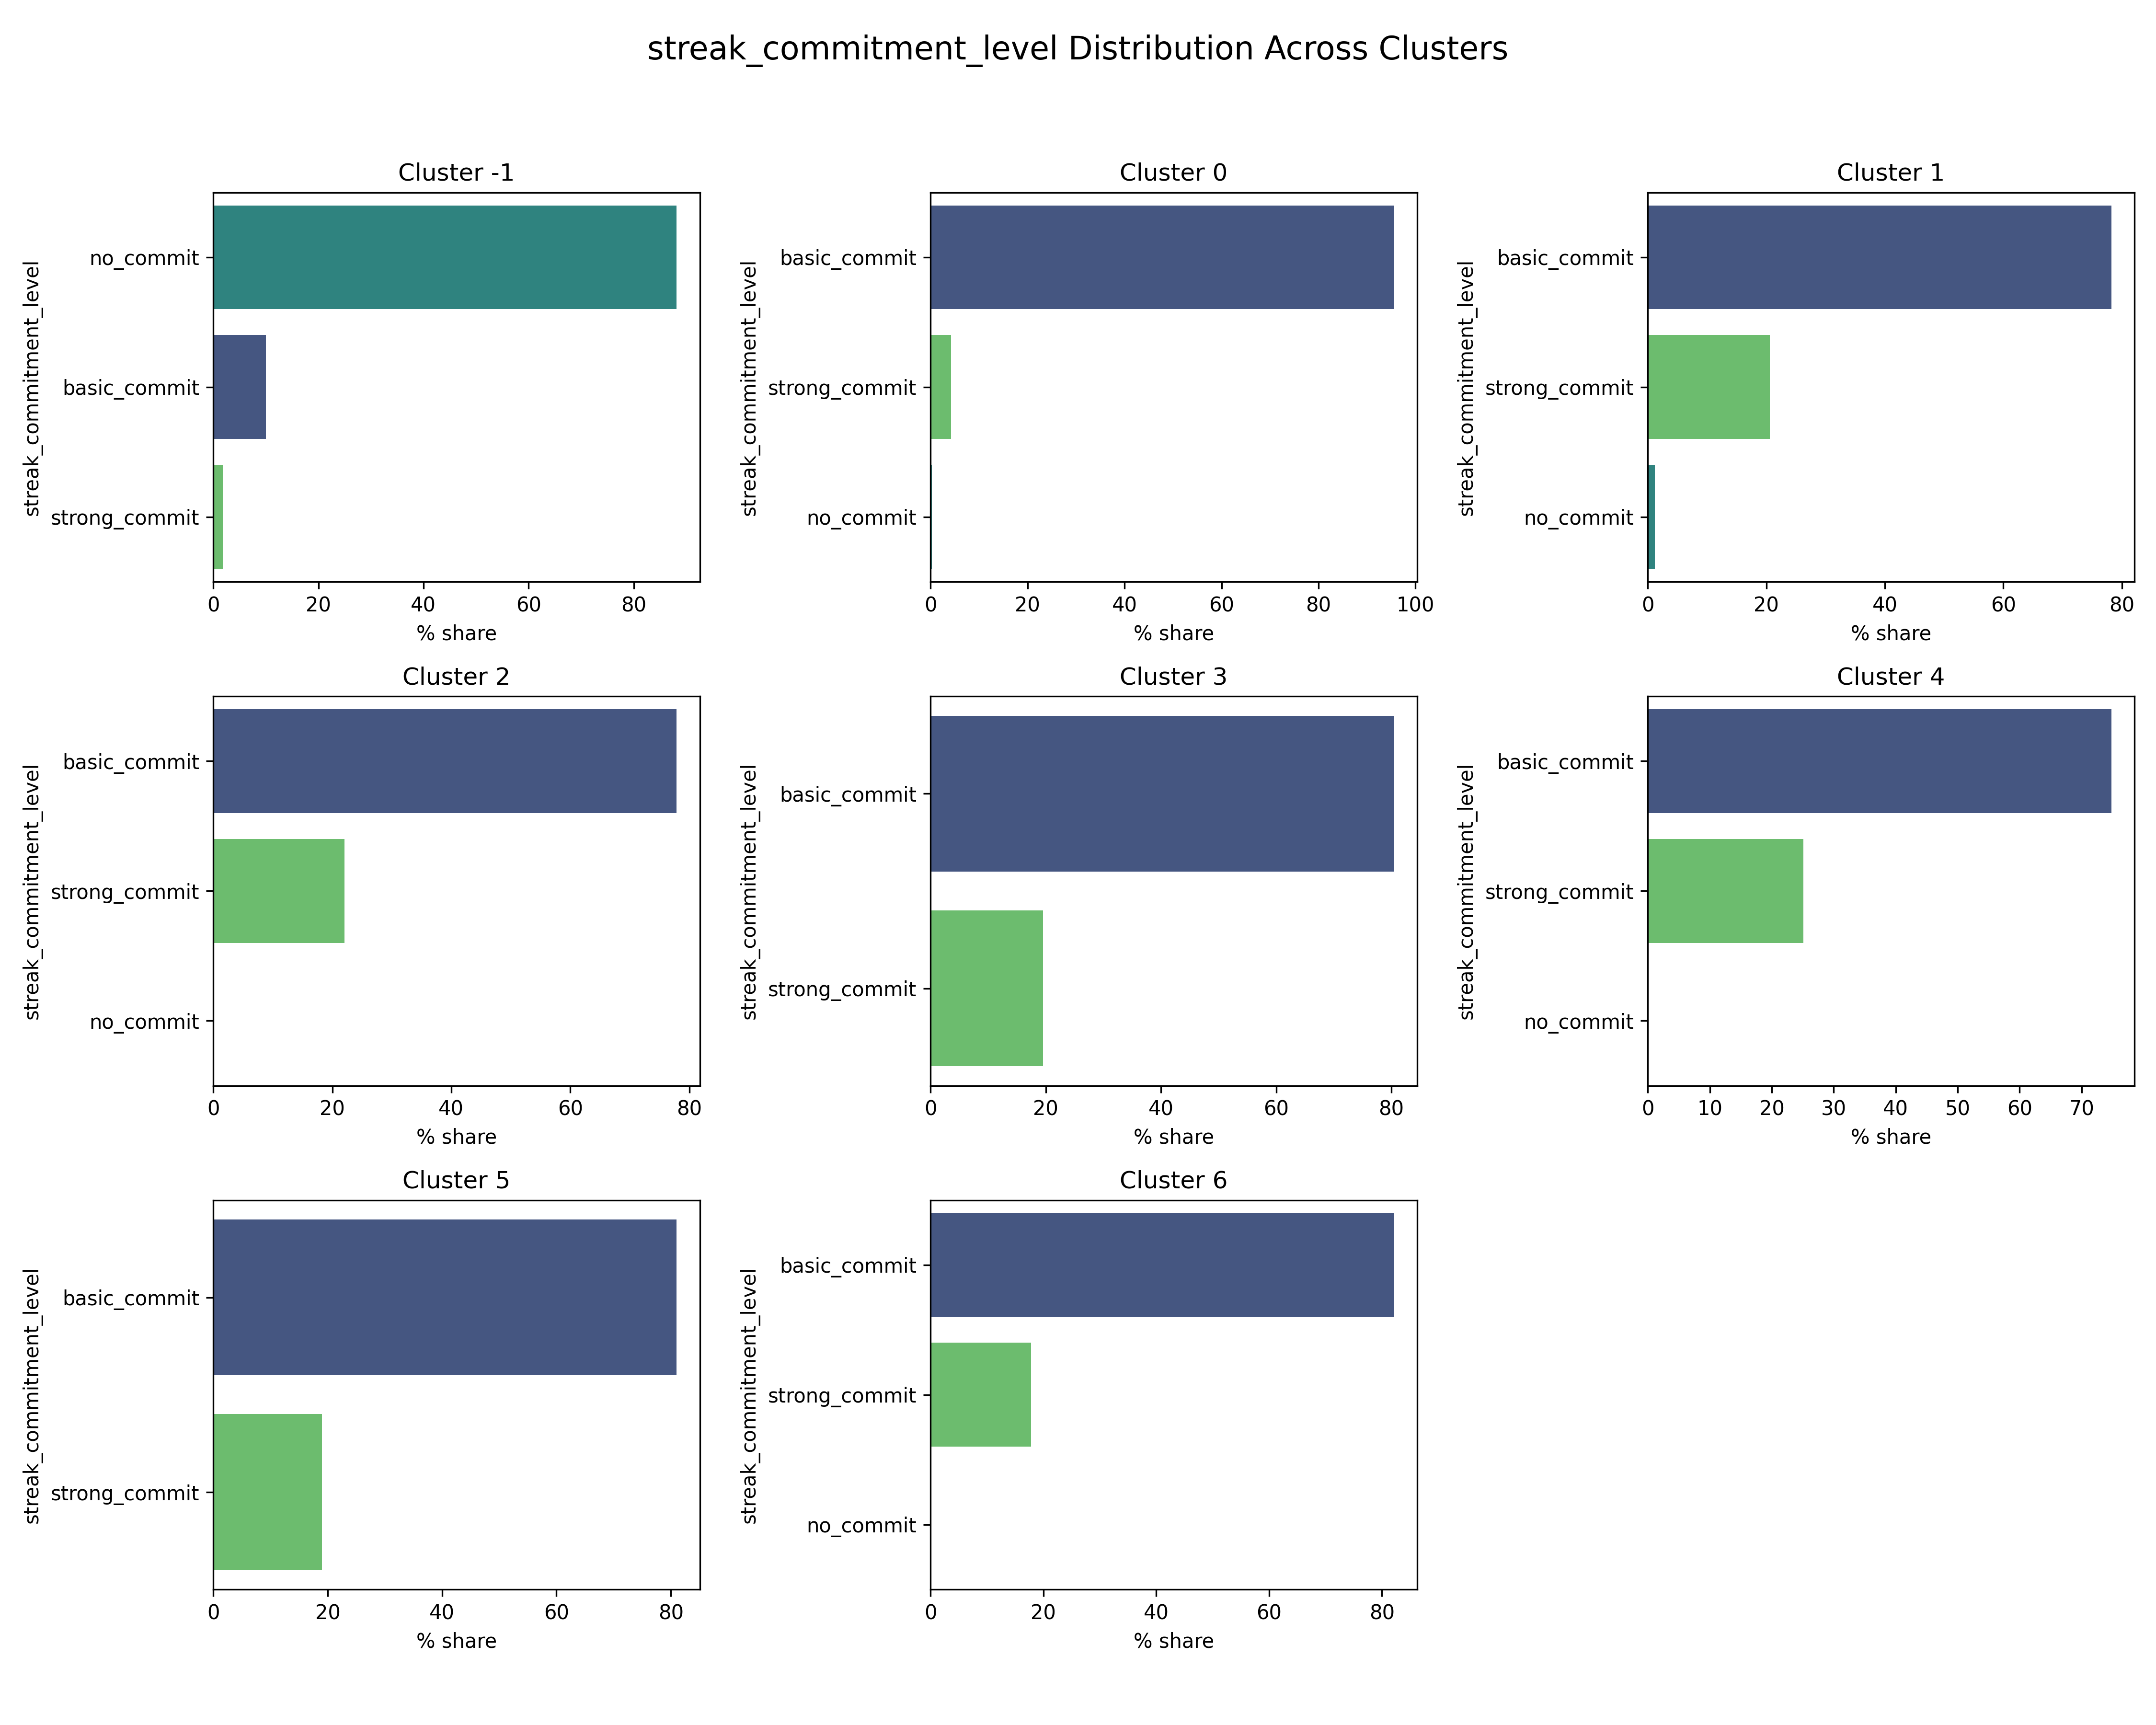 streak_commitment_level Distribution Across Clusters
Cluster -1
streak_commitment_level
no_commit
basic_commit
strong_commit
0 20 40 60 80
% share
Cluster 0
streak_commitment_level
basic_commit
strong_commit
no_commit
0 20 40 60 80 100
% share
Cluster 1
streak_commitment_level
basic_commit
strong_commit
no_commit
0 20 40 60 80
% share
Cluster 2
streak_commitment_level
basic_commit
strong_commit
no_commit
0 20 40 60 80
% share
Cluster 3
streak_commitment_level
basic_commit
strong_commit
0 20 40 60 80
% share
Cluster 4
streak_commitment_level
basic_commit
strong_commit
no_commit
0 10 20 30 40 50 60 70
% share
Cluster 5
streak_commitment_level
basic_commit
strong_commit
0 20 40 60 80
% share
Cluster 6
streak_commitment_level
basic_commit
strong_commit
no_commit
0 20 40 60 80
% share